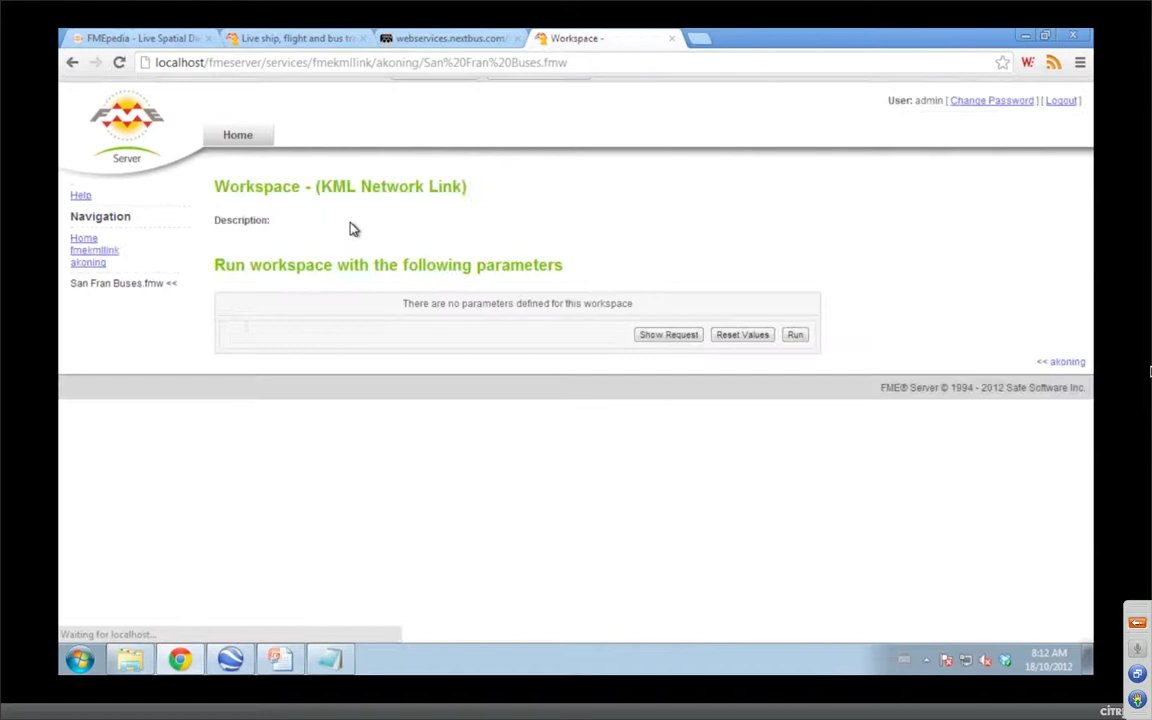 FMEpedia - Live Spatial Da
Live ship, flight and bus tra
webservices.nextbus.com/
Workspace -
localhost/fmeserver/services/fmekmllink/akoning/San%20Fran%20Buses.fmw
User: admin [ Change Password ] [ Logout ]
FME
Server
Home
Help
Navigation
Home
fmekmllink
akoning
San Fran Buses.fmw <<
Workspace - (KML Network Link)
Description:
Run workspace with the following parameters
There are no parameters defined for this workspace
Show Request
Reset Values
Run
<< akoning
FME® Server © 1994 - 2012 Safe Software Inc.
Waiting for localhost...
8:12 AM
18/10/2012